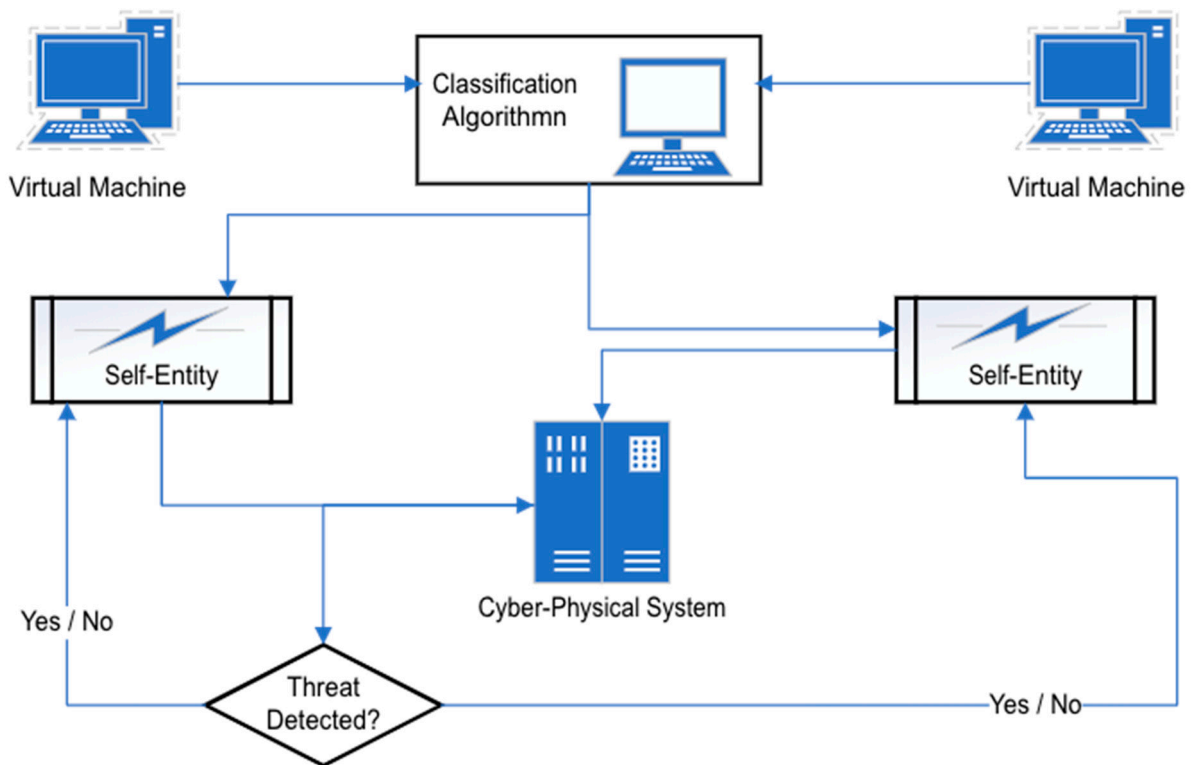 Classification
Algorithmn
Virtual Machine
Virtual Machine
Self-Entity
Self-Entity
Cyber-Physical System
Yes / No
Threat
Detected?
Yes / No